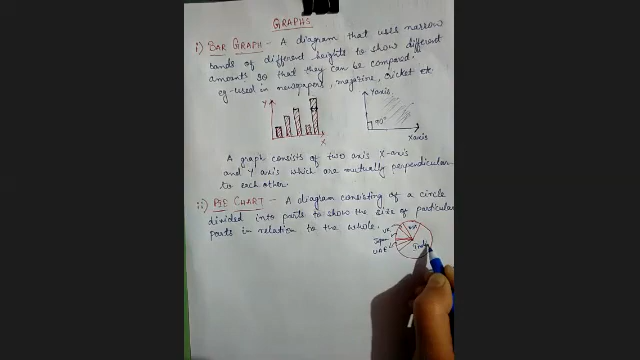 GRAPHS
i) BAR GRAPH - A diagram that uses narrow
bands of different heights to show different
amounts so that they can be compared.
eg - used in newspapers, magazine, cricket etc.
Y
X
Y axis
90°
X axis
A graph consists of two axis X-axis
and Y axis which are mutually perpendicular
to each other.
ii) PIE CHART - A diagram consisting of a circle
divided into parts to show the size of particular
parts in relation to the whole.
UK
UAE